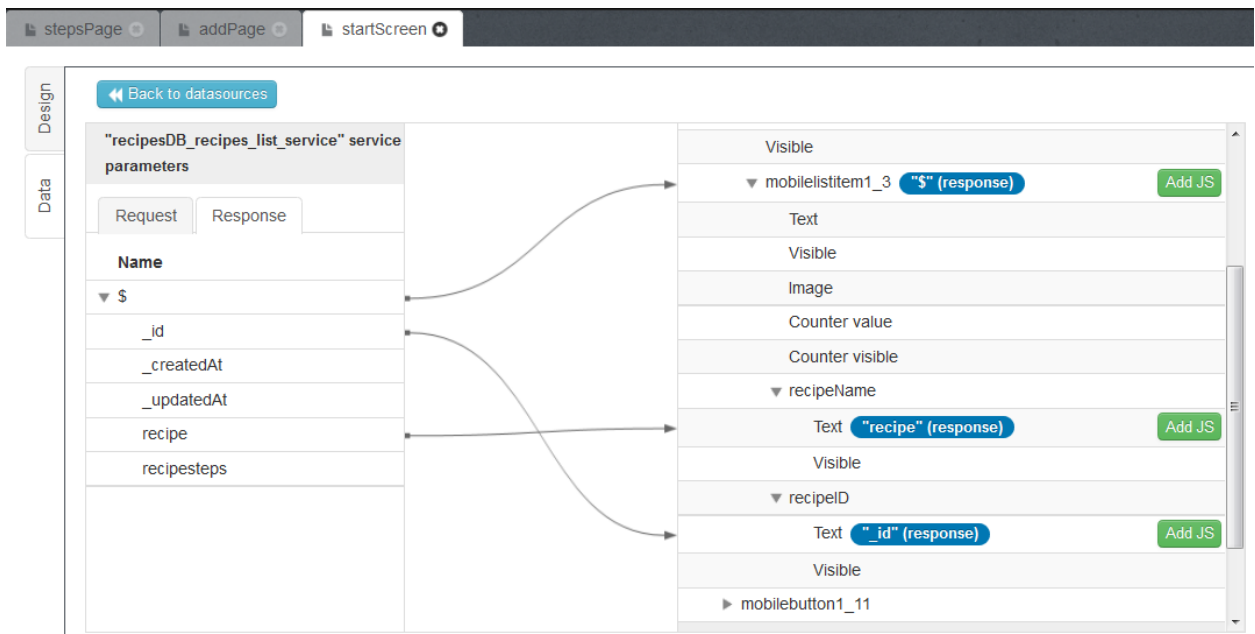 stepsPage
addPage
startScreen
Design
Data
Back to datasources
"recipesDB_recipes_list_service" service
parameters
Request
Response
Name
$
_id
_createdAt
_updatedAt
recipe
recipesteps
Visible
mobilelistitem1_3 "$" (response) Add JS
Text
Visible
Image
Counter value
Counter visible
recipeName
Text "recipe" (response) Add JS
Visible
recipeID
Text "_id" (response) Add JS
Visible
mobilebutton1_11